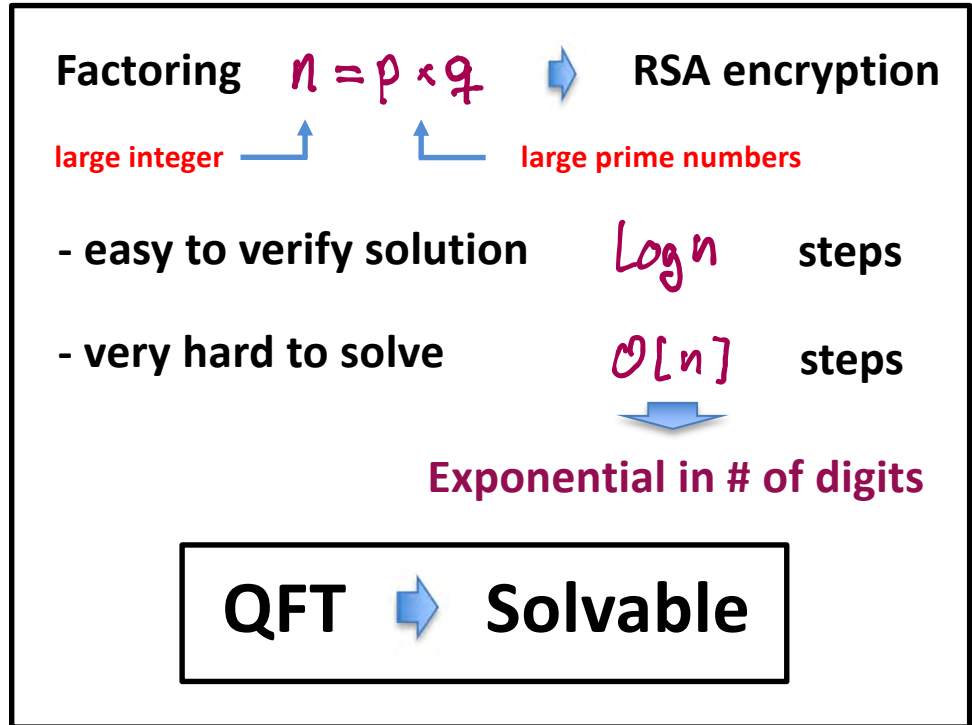 Factoring n = p × q RSA encryption
large integer large prime numbers
- easy to verify solution Log n steps
- very hard to solve O[n] steps
Exponential in # of digits
QFT Solvable